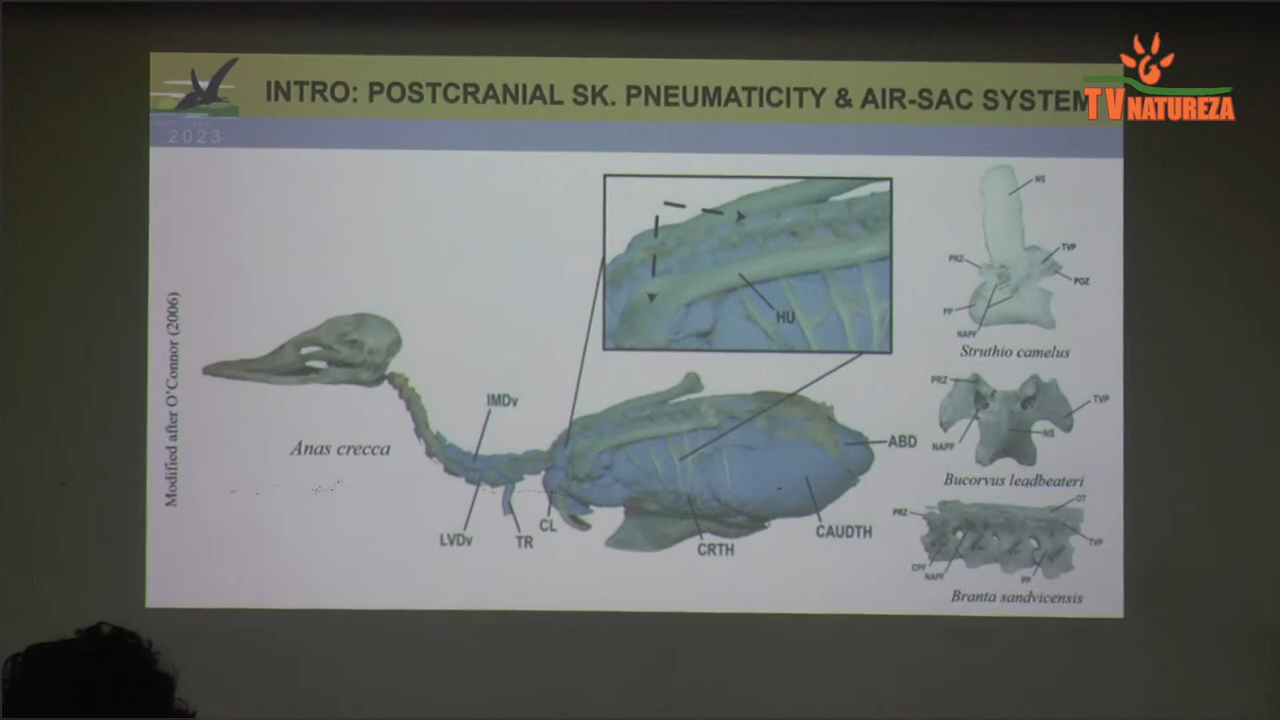 INTRO: POSTCRANIAL SK. PNEUMATICITY & AIR-SAC SYSTEM
TV NATUREZA
2023
Modified after O'Connor (2006)
Anas crecca
IMDv
LVDv
TR
CL
CRTH
CAUDTH
ABD
HU
NS
PRZ
TVP
POZ
PF
NAPF
Struthio camelus
PRZ
TVP
NAPF
NS
Bucorvus leadbeateri
OT
PRZ
TVP
CPF
NAPF
PF
Branta sandvicensis